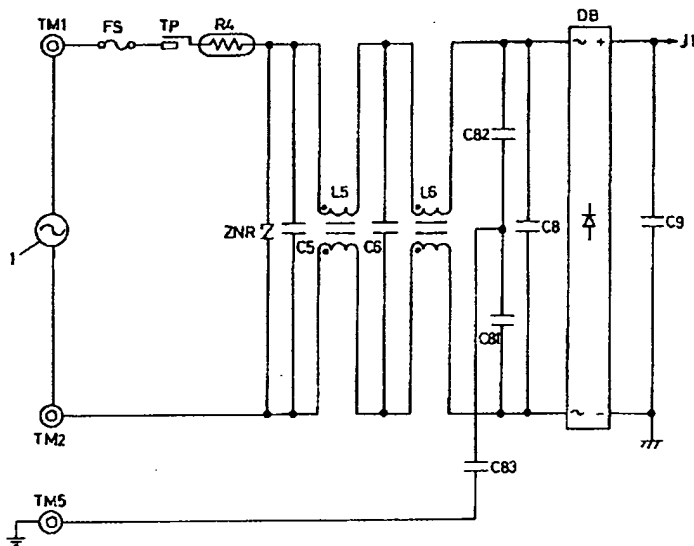 TM1
FS
TP
R4
DB
J1
C82
L5
L6
1
ZNR
C5
C6
C8
C9
C81
TM2
C83
TM5
~ +
~ -